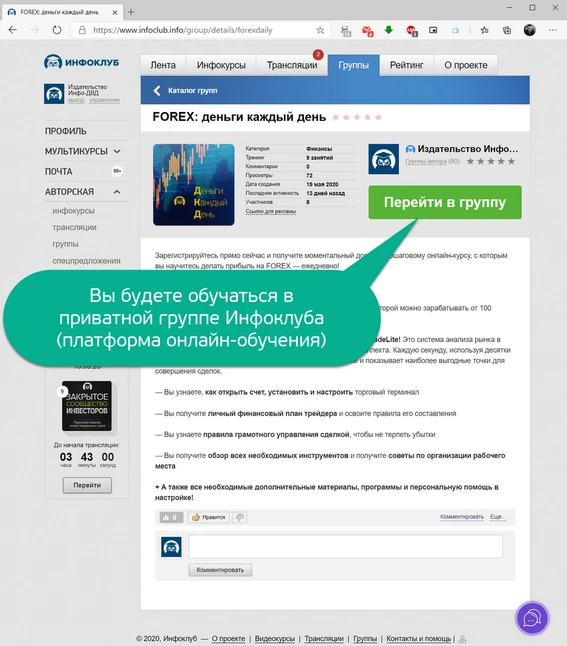 FOREX: деньги каждый день
https://www.infoclub.info/group/details/forexdaily
ИНФОКЛУБ
Лента
Инфокурсы
Трансляции
2
Группы
Рейтинг
О проекте
Издательство
Инфо-ДВД
выход управление
Каталог групп
FOREX: деньги каждый день
ПРОФИЛЬ
МУЛЬТИКУРСЫ
ПОЧТА
99+
АВТОРСКАЯ
инфокурсы
трансляции
группы
спецпредложения
Деньги
Каждый
День
Категория Финансы
Тренинг 9 занятий
Комментарии 0
Просмотры 72
Дата создания 19 мая 2020
Последняя активность 13 дней назад
Участников 8
Ссылки для рекламы
Издательство Инфо...
Группы автора (90)
Перейти в группу
Зарегистрируйтесь прямо сейчас и получите моментальный
шаговому онлайн-курсу, с которым
вы научитесь делать прибыль на FOREX — ежедневно!
Вы будете обучаться в
приватной группе Инфоклуба
(платформа онлайн-обучения)
торой можно зарабатывать от 100
adeLite! Это система анализа рынка в
лекта. Каждую секунду, используя десятки
и показывает наиболее выгодные точки для
совершения сделок.
— Вы узнаете, как открыть счет, установить и настроить торговый терминал
— Вы получите личный финансовый план трейдера и освоите правила его составления
— Вы узнаете правила грамотного управления сделкой, чтобы не терпеть убытки
— Вы получите обзор всех необходимых инструментов и получите советы по организации рабочего
места
+ А также все необходимые дополнительные материалы, программы и персональную помощь в
настройке!
9
ЗАКРЫТОЕ
СООБЩЕСТВО
ИНВЕСТОРОВ
До начала трансляции:
03 43 00
часа минуты секунд
Перейти
0
Нравится
Комментировать Еще...
Комментировать
© 2020, Инфоклуб — О проекте | Видеокурсы | Трансляции | Группы | Контакты и помощь |